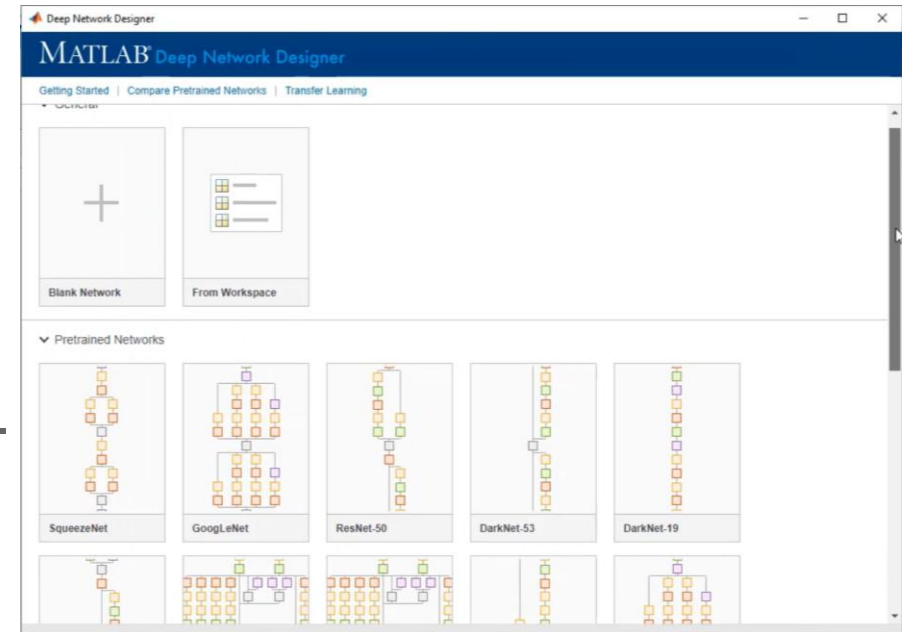 Deep Network Designer
MATLAB® Deep Network Designer
Getting Started | Compare Pretrained Networks | Transfer Learning
General
Blank Network
From Workspace
Pretrained Networks
SqueezeNet
GoogLeNet
ResNet-50
DarkNet-53
DarkNet-19